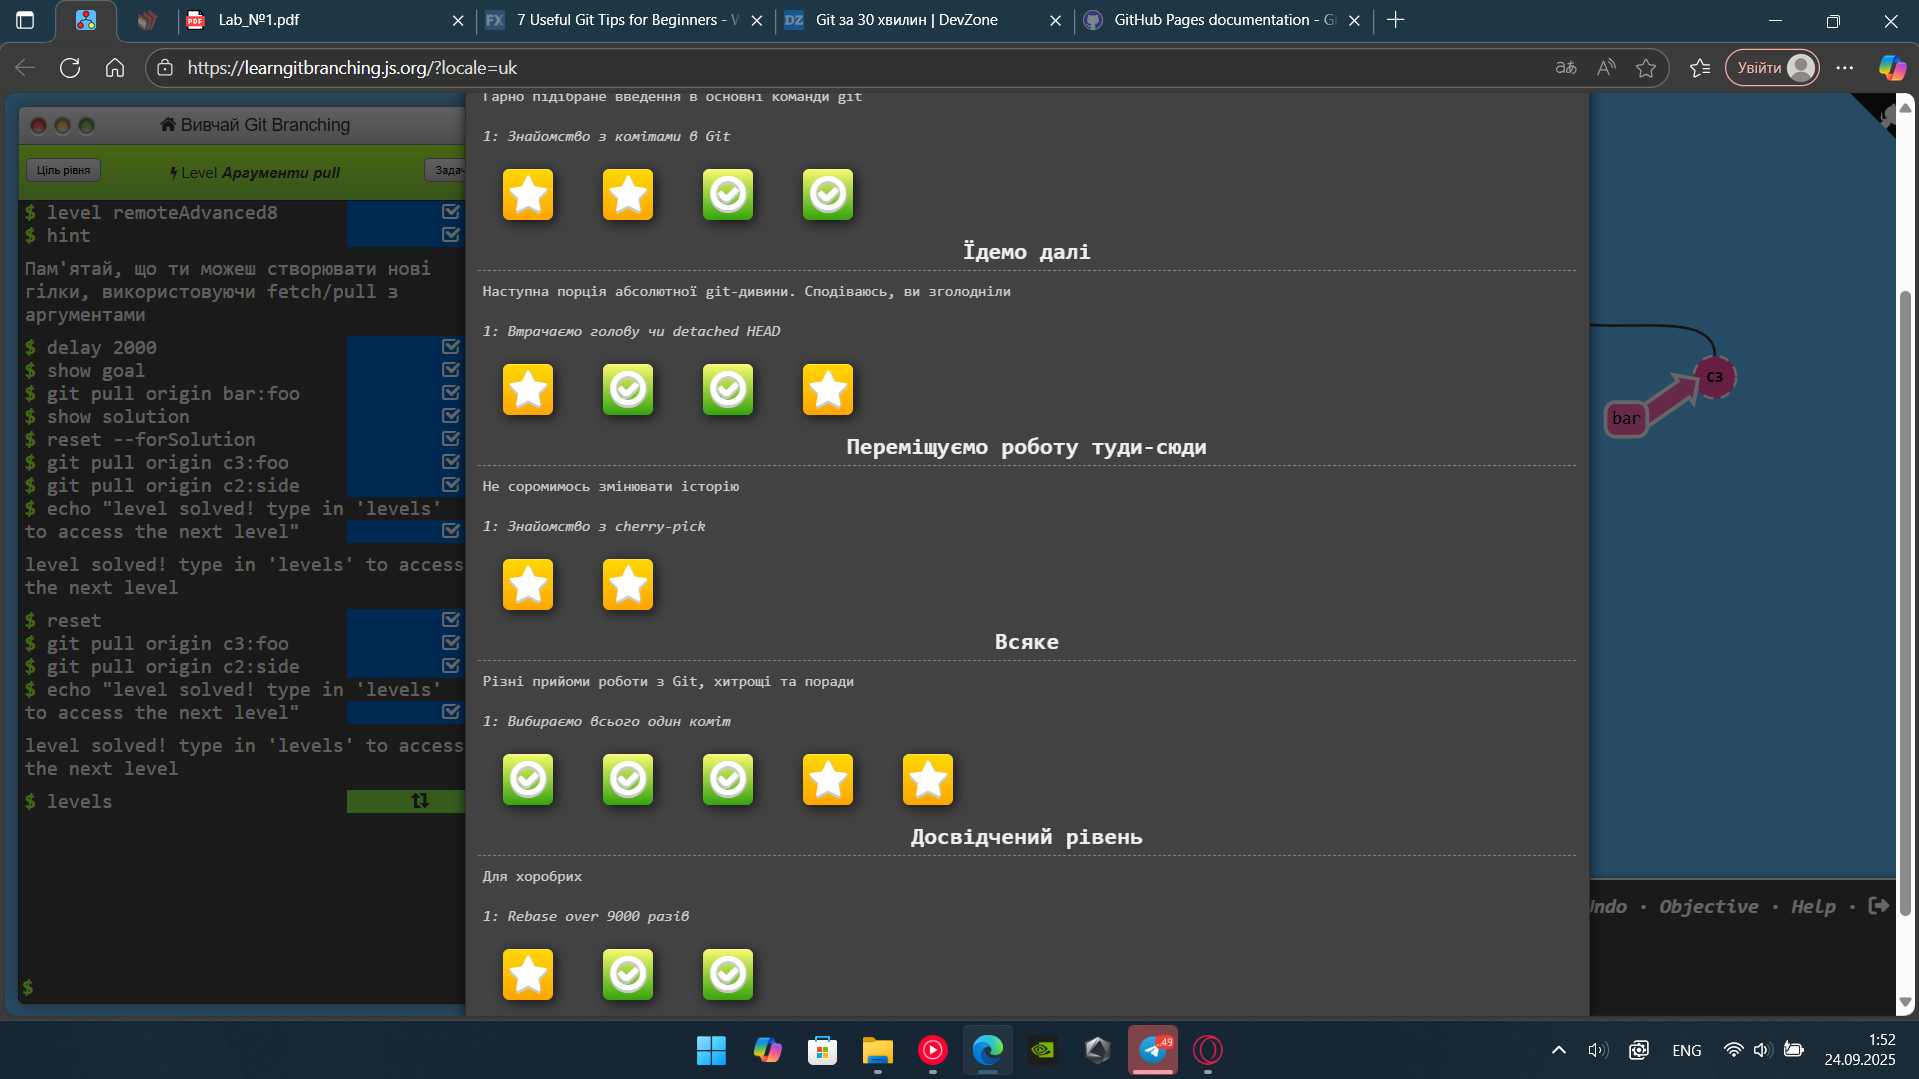 Lab_№1.pdf
7 Useful Git Tips for Beginners - W
Git за 30 хвилин | DevZone
GitHub Pages documentation - Gi
https://learngitbranching.js.org/?locale=uk
Увійти
Вивчай Git Branching
Ціль рівня
Level Аргументи pull
Задач
$ level remoteAdvanced8
$ hint
Пам'ятай, що ти можеш створювати нові
гілки, використовуючи fetch/pull з
аргументами
$ delay 2000
$ show goal
$ git pull origin bar:foo
$ show solution
$ reset --forSolution
$ git pull origin c3:foo
$ git pull origin c2:side
$ echo "level solved! type in 'levels'
to access the next level"
level solved! type in 'levels' to access
the next level
$ reset
$ git pull origin c3:foo
$ git pull origin c2:side
$ echo "level solved! type in 'levels'
to access the next level"
level solved! type in 'levels' to access
the next level
$ levels
$
Гарно підібране введення в основні команди git
1: Знайомство з комітами в Git
Їдемо далі
Наступна порція абсолютної git-дивини. Сподіваюсь, ви зголодніли
1: Втрачаємо голову чи detached HEAD
Переміщуємо роботу туди-сюди
Не соромимось змінювати історію
1: Знайомство з cherry-pick
Всяке
Різні прийоми роботи з Git, хитрощі та поради
1: Вибираємо всього один коміт
Досвідчений рівень
Для хоробрих
1: Rebase over 9000 разів
C3
bar
Undo · Objective · Help ·
ENG
1:52
24.09.2025